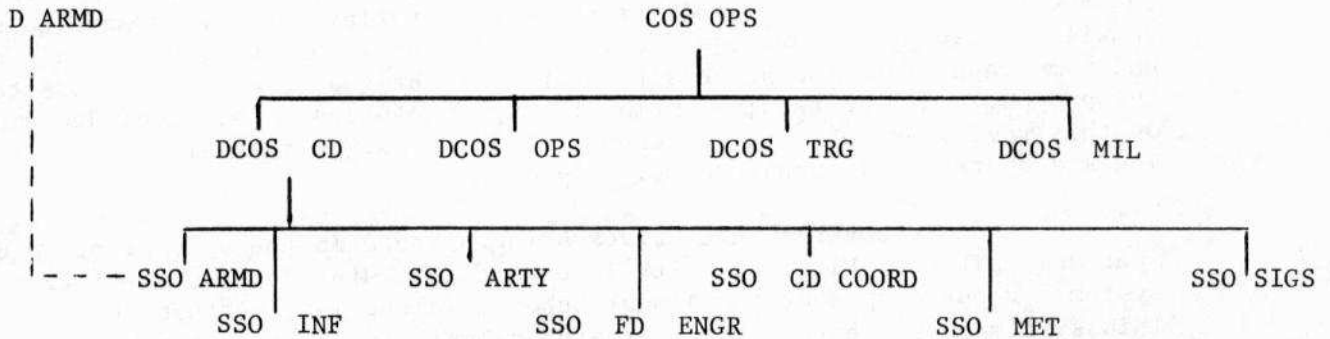 D ARMD COS OPS
DCOS CD DCOS OPS DCOS TRG DCOS MIL
SSO ARMD SSO ARTY SSO CD COORD SSO SIGS
SSO INF SSO FD ENGR SSO MET